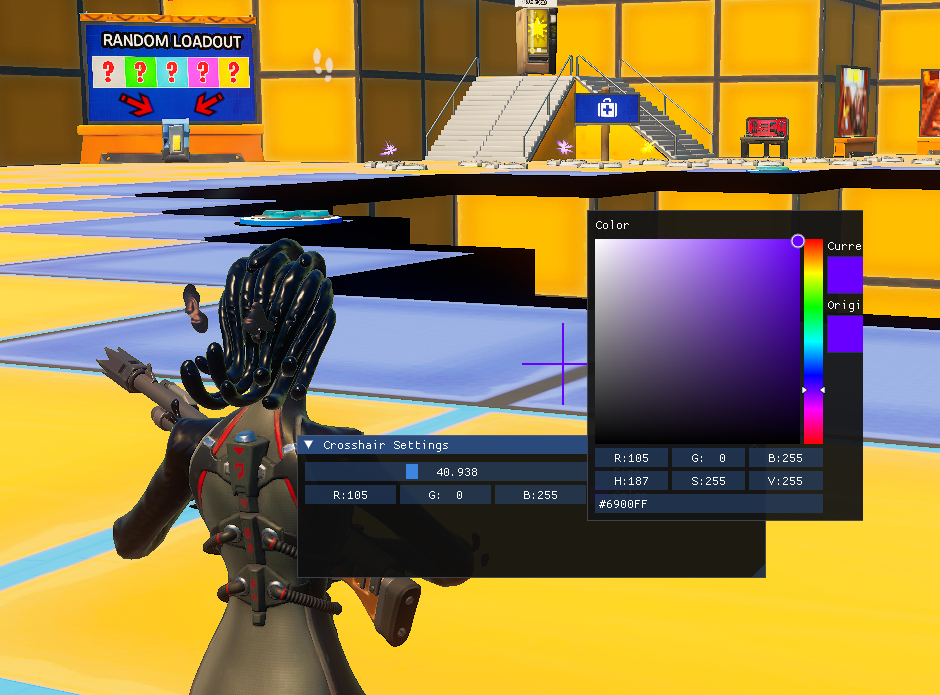 RANDOM LOADOUT
? ? ? ? ?
Color
Curre
Origi
Crosshair Settings
40.938
R:105 G: 0 B:255
R:105 G: 0 B:255
H:187 S:255 V:255
#6900FF